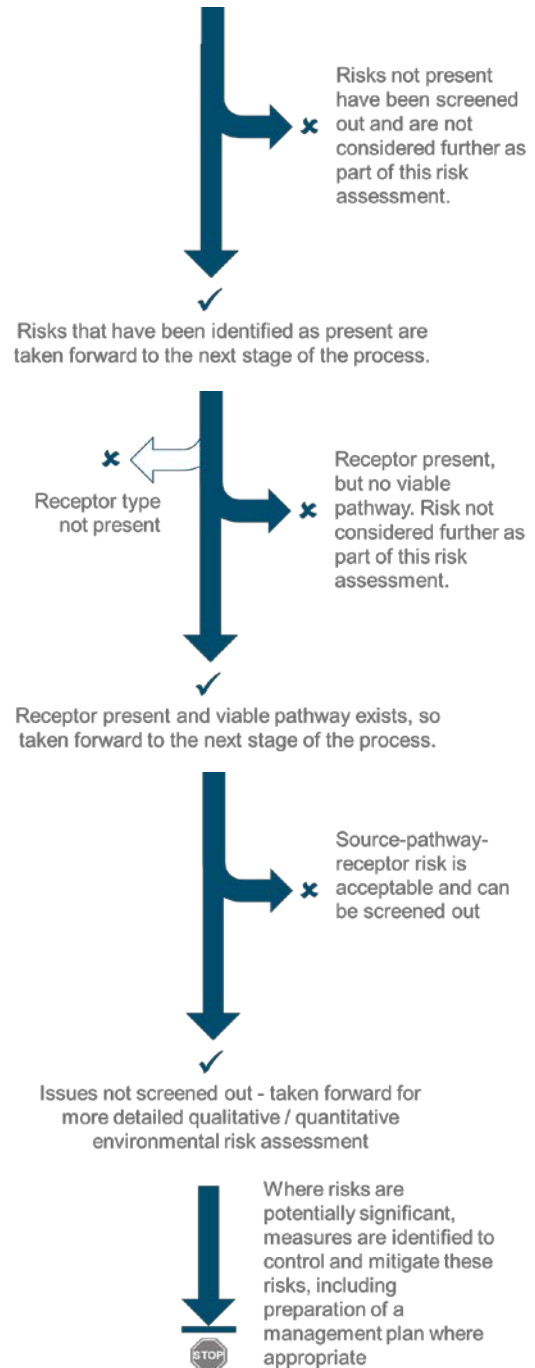 Risks not present
have been screened
out and are not
considered further as
part of this risk
assessment.
Risks that have been identified as present are
taken forward to the next stage of the process.
Receptor type
not present
Receptor present,
but no viable
pathway. Risk not
considered further as
part of this risk
assessment.
Receptor present and viable pathway exists, so
taken forward to the next stage of the process.
Source-pathway-
receptor risk is
acceptable and can
be screened out
Issues not screened out - taken forward for
more detailed qualitative / quantitative
environmental risk assessment
Where risks are
potentially significant,
measures are identified to
control and mitigate these
risks, including
preparation of a
management plan where
appropriate
STOP